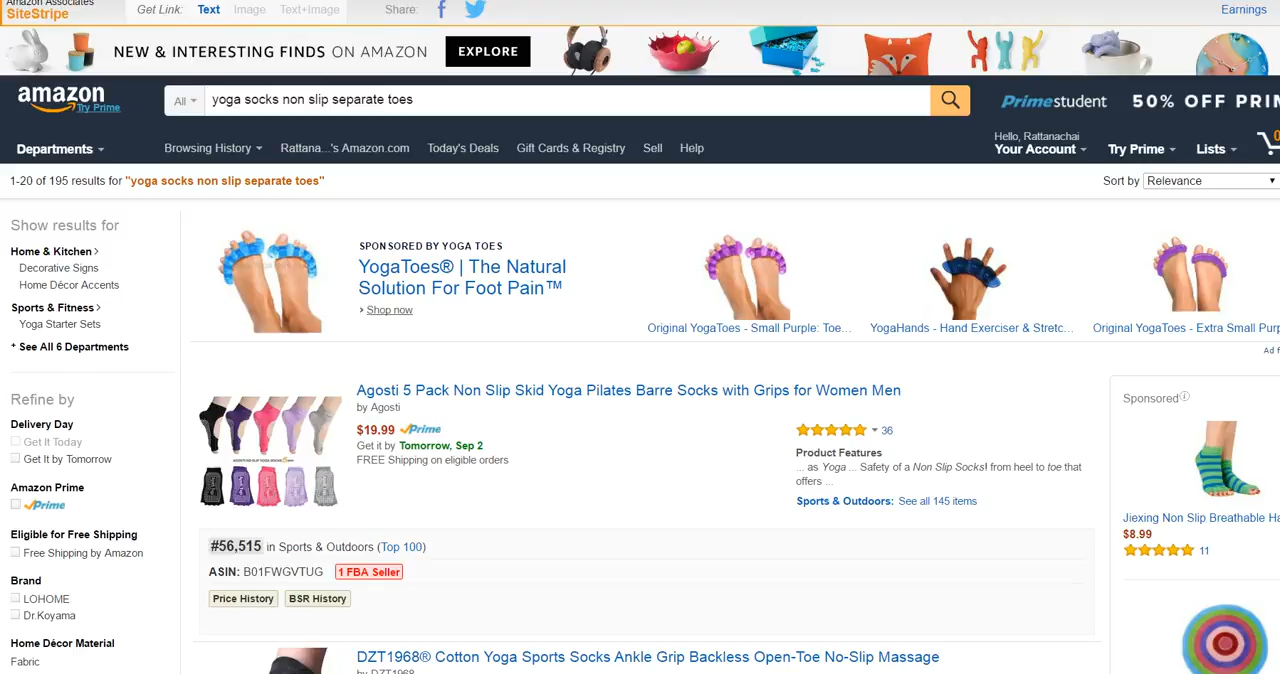 Amazon Associates
SiteStripe
Get Link: Text Image Text+Image Share:
Earnings
NEW & INTERESTING FINDS ON AMAZON EXPLORE
amazon
Try Prime
All
yoga socks non slip separate toes
Prime student 50% OFF PRI
Departments
Browsing History Rattana...'s Amazon.com Today's Deals Gift Cards & Registry Sell Help
Hello, Rattanachai
Your Account Try Prime Lists
0
1-20 of 195 results for "yoga socks non slip separate toes"
Sort by Relevance
Show results for
Home & Kitchen
Decorative Signs
Home Décor Accents
Sports & Fitness
Yoga Starter Sets
+ See All 6 Departments
Refine by
Delivery Day
Get It Today
Get It by Tomorrow
Amazon Prime
Prime
Eligible for Free Shipping
Free Shipping by Amazon
Brand
LOHOME
Dr.Koyama
Home Décor Material
Fabric
SPONSORED BY YOGA TOES
YogaToes® | The Natural
Solution For Foot Pain™
Shop now
Original YogaToes - Small Purple: Toe...
YogaHands - Hand Exerciser & Stretc...
Original YogaToes - Extra Small Purp
Ad f
Agosti 5 Pack Non Slip Skid Yoga Pilates Barre Socks with Grips for Women Men
by Agosti
$19.99 Prime
Get it by Tomorrow, Sep 2
FREE Shipping on eligible orders
36
Product Features
... as Yoga ... Safety of a Non Slip Socks! from heel to toe that
offers ...
Sports & Outdoors: See all 145 items
#56,515 in Sports & Outdoors (Top 100)
ASIN: B01FWGVTUG 1 FBA Seller
Price History BSR History
DZT1968® Cotton Yoga Sports Socks Ankle Grip Backless Open-Toe No-Slip Massage
by DZT1968
Sponsored
Jiexing Non Slip Breathable Ha
$8.99
11